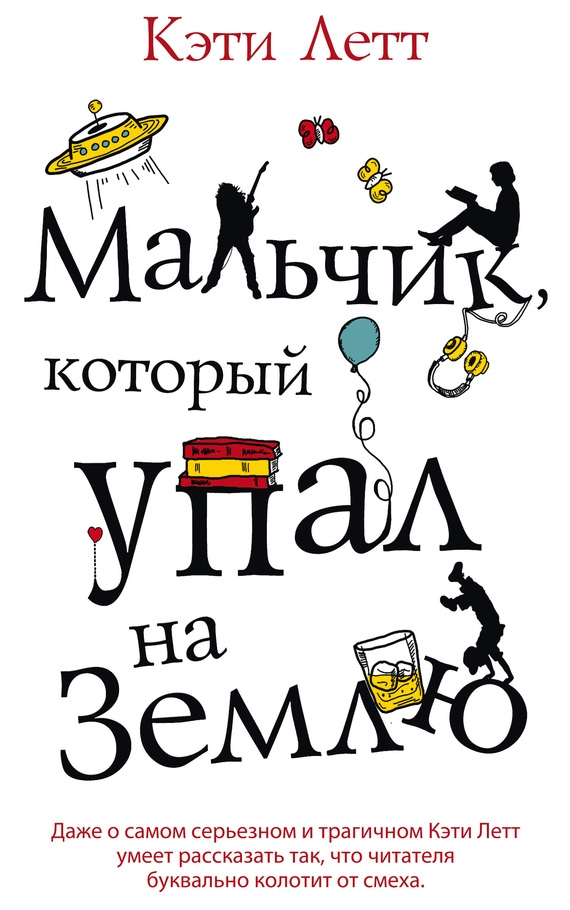 Кэти Летт
Мальчик,
который
упал
на
Землю
Даже о самом серьезном и трагичном Кэти Летт
умеет рассказать так, что читателя
буквально колотит от смеха.